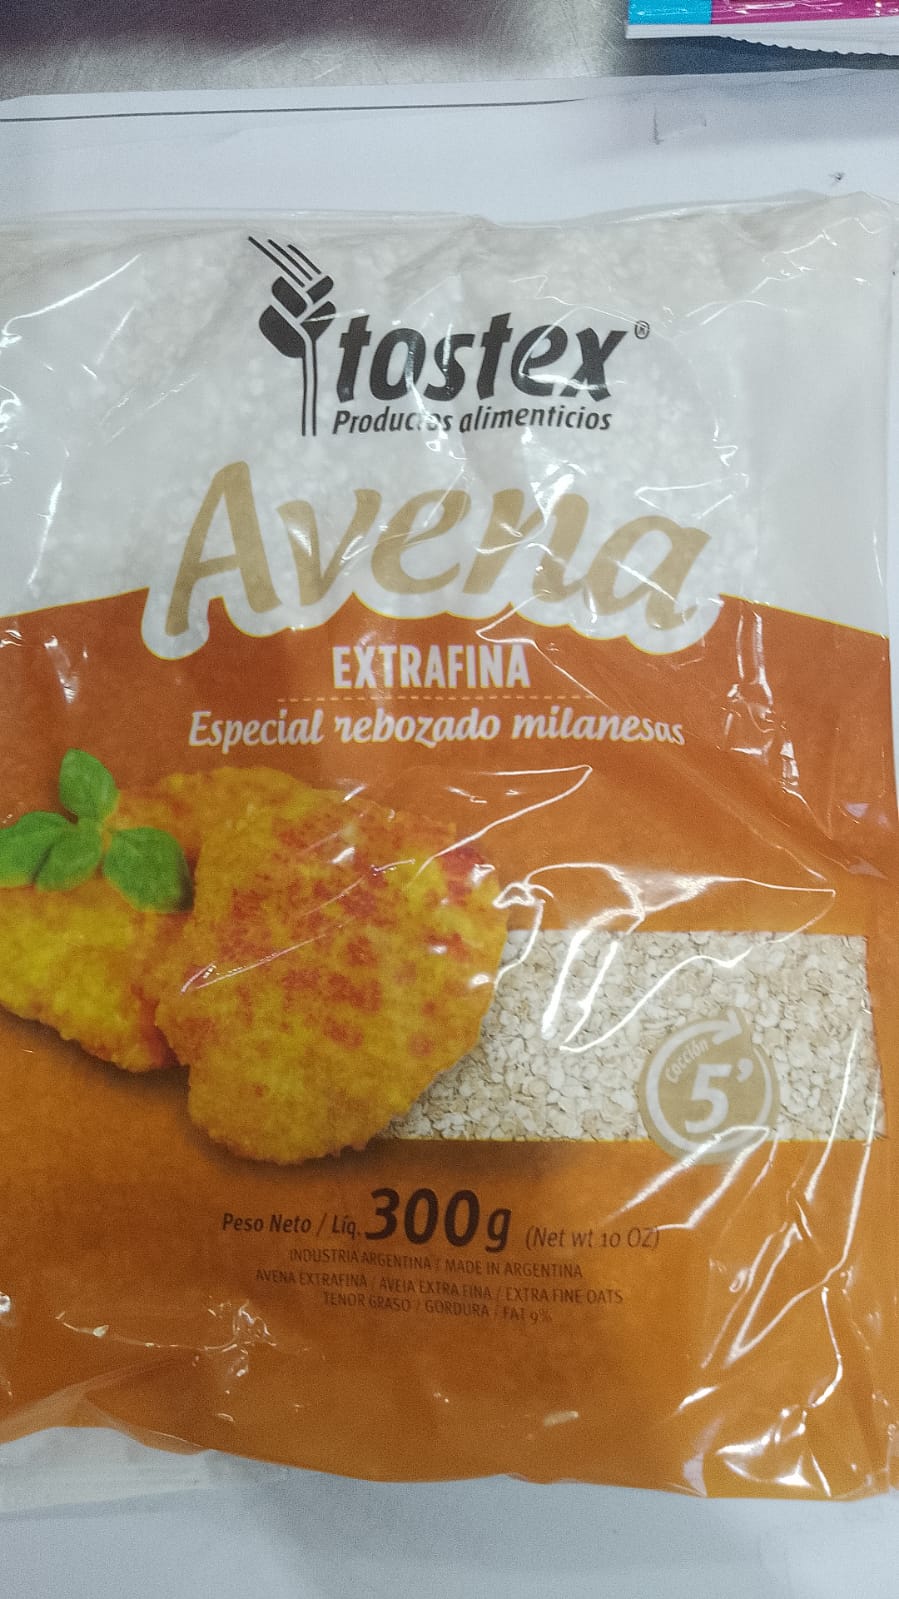 tostex®
Productos alimenticios
Avena
EXTRAFINA
Especial rebozado milanesas
Cocción
5’
Peso Neto / Líq. 300g (Net wt 10 OZ)
INDUSTRIA ARGENTINA / MADE IN ARGENTINA
AVENA EXTRAFINA / AVEIA EXTRA FINA / EXTRA FINE OATS
TENOR GRASO / GORDURA / FAT 9%